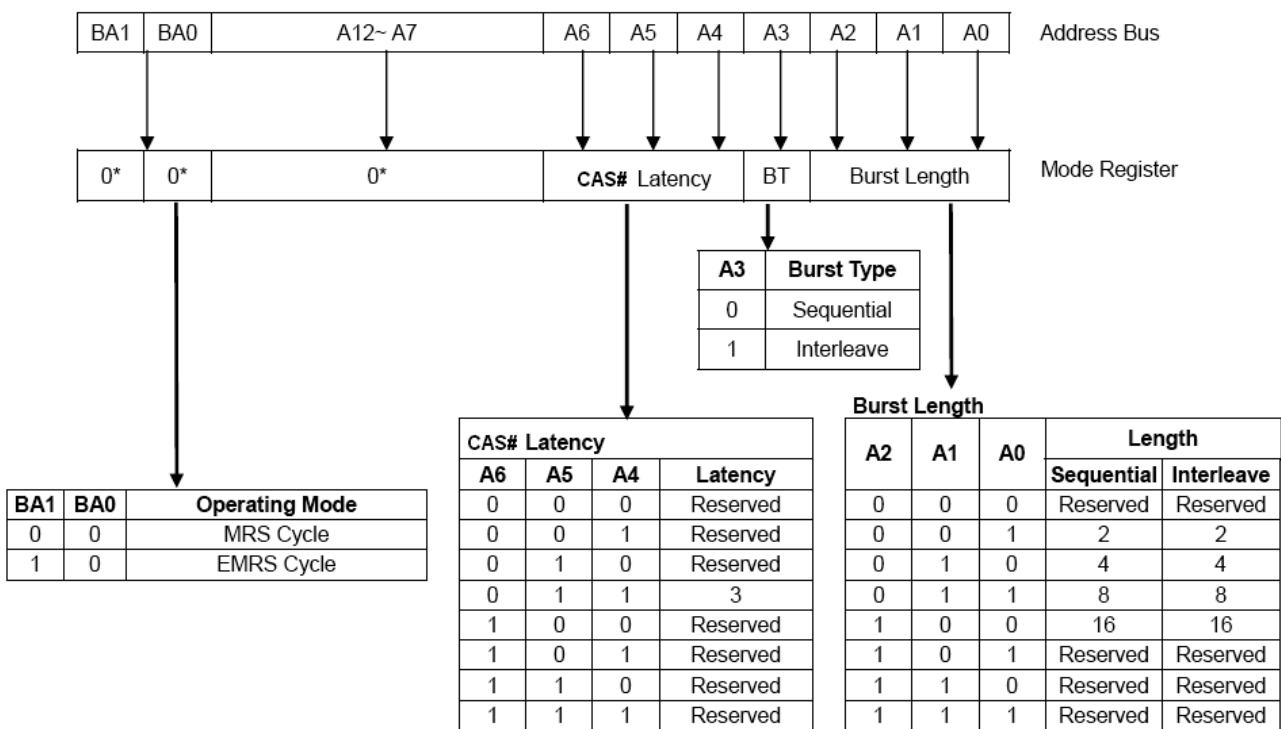 BA1 BA0 A12~ A7 A6 A5 A4 A3 A2 A1 A0 Address Bus
0* 0* 0* CAS# Latency BT Burst Length Mode Register
A3 Burst Type
0 Sequential
1 Interleave
BA1 BA0 Operating Mode
0 0 MRS Cycle
1 0 EMRS Cycle
CAS# Latency
A6 A5 A4 Latency
0 0 0 Reserved
0 0 1 Reserved
0 1 0 Reserved
0 1 1 3
1 0 0 Reserved
1 0 1 Reserved
1 1 0 Reserved
1 1 1 Reserved
Burst Length
A2 A1 A0 Length
Sequential Interleave
0 0 0 Reserved Reserved
0 0 1 2 2
0 1 0 4 4
0 1 1 8 8
1 0 0 16 16
1 0 1 Reserved Reserved
1 1 0 Reserved Reserved
1 1 1 Reserved Reserved